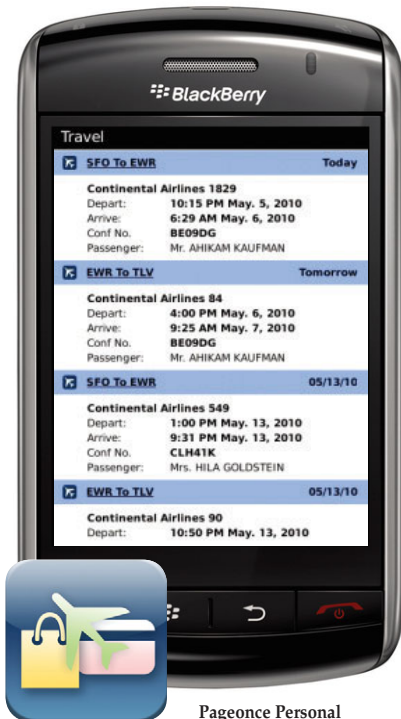 BlackBerry
Travel
SFO To EWR Today
Continental Airlines 1829
Depart: 10:15 PM May. 5, 2010
Arrive: 6:29 AM May. 6, 2010
Conf No. BE09DG
Passenger: Mr. AHIKAM KAUFMAN
EWR To TLV Tomorrow
Continental Airlines 84
Depart: 4:00 PM May. 6, 2010
Arrive: 9:25 AM May. 7, 2010
Conf No. BE09DG
Passenger: Mr. AHIKAM KAUFMAN
SFO To EWR 05/13/10
Continental Airlines 549
Depart: 1:00 PM May. 13, 2010
Arrive: 9:31 PM May. 13, 2010
Conf No. CLH41K
Passenger: Mrs. HILA GOLDSTEIN
EWR To TLV 05/13/10
Continental Airlines 90
Depart: 10:50 PM May. 13, 2010
Pageonce Personal